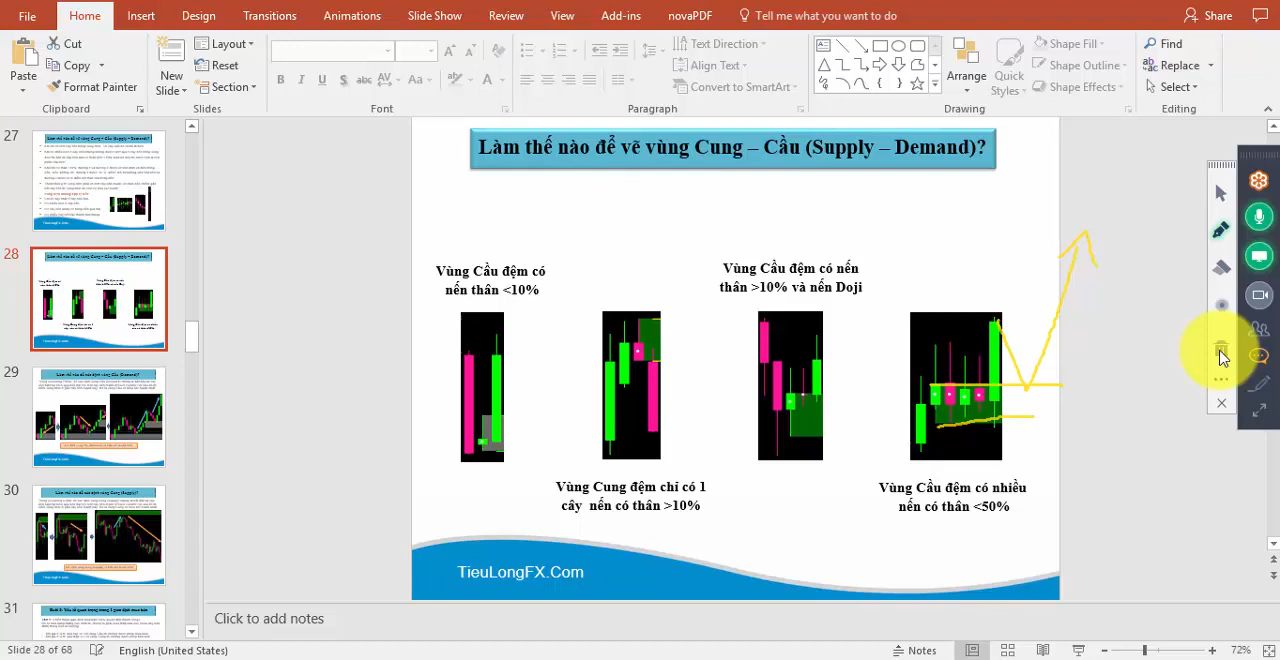 File Home Insert Design Transitions Animations Slide Show Review View Add-ins novaPDF Tell me what you want to do Share
Cut
Copy
Format Painter
Paste
New
Slide
Layout
Reset
Section
B I U S abc AV Aa A
Text Direction
Align Text
Convert to SmartArt
Arrange
Quick
Styles
Shape Fill
Shape Outline
Shape Effects
Find
Replace
Select
Clipboard Slides Font Paragraph Drawing Editing
27
28
29
30
31
Làm thế nào để vẽ vùng Cung – Cầu (Supply – Demand)?
Vùng Cầu đệm có
nến thân <10%
Vùng Cầu đệm có nến
thân >10% và nến Doji
Vùng Cung đệm chỉ có 1
cây nến có thân >10%
Vùng Cầu đệm có nhiều
nến có thân <50%
TieuLongFX.Com
Click to add notes
Slide 28 of 68 English (United States) Notes 72%